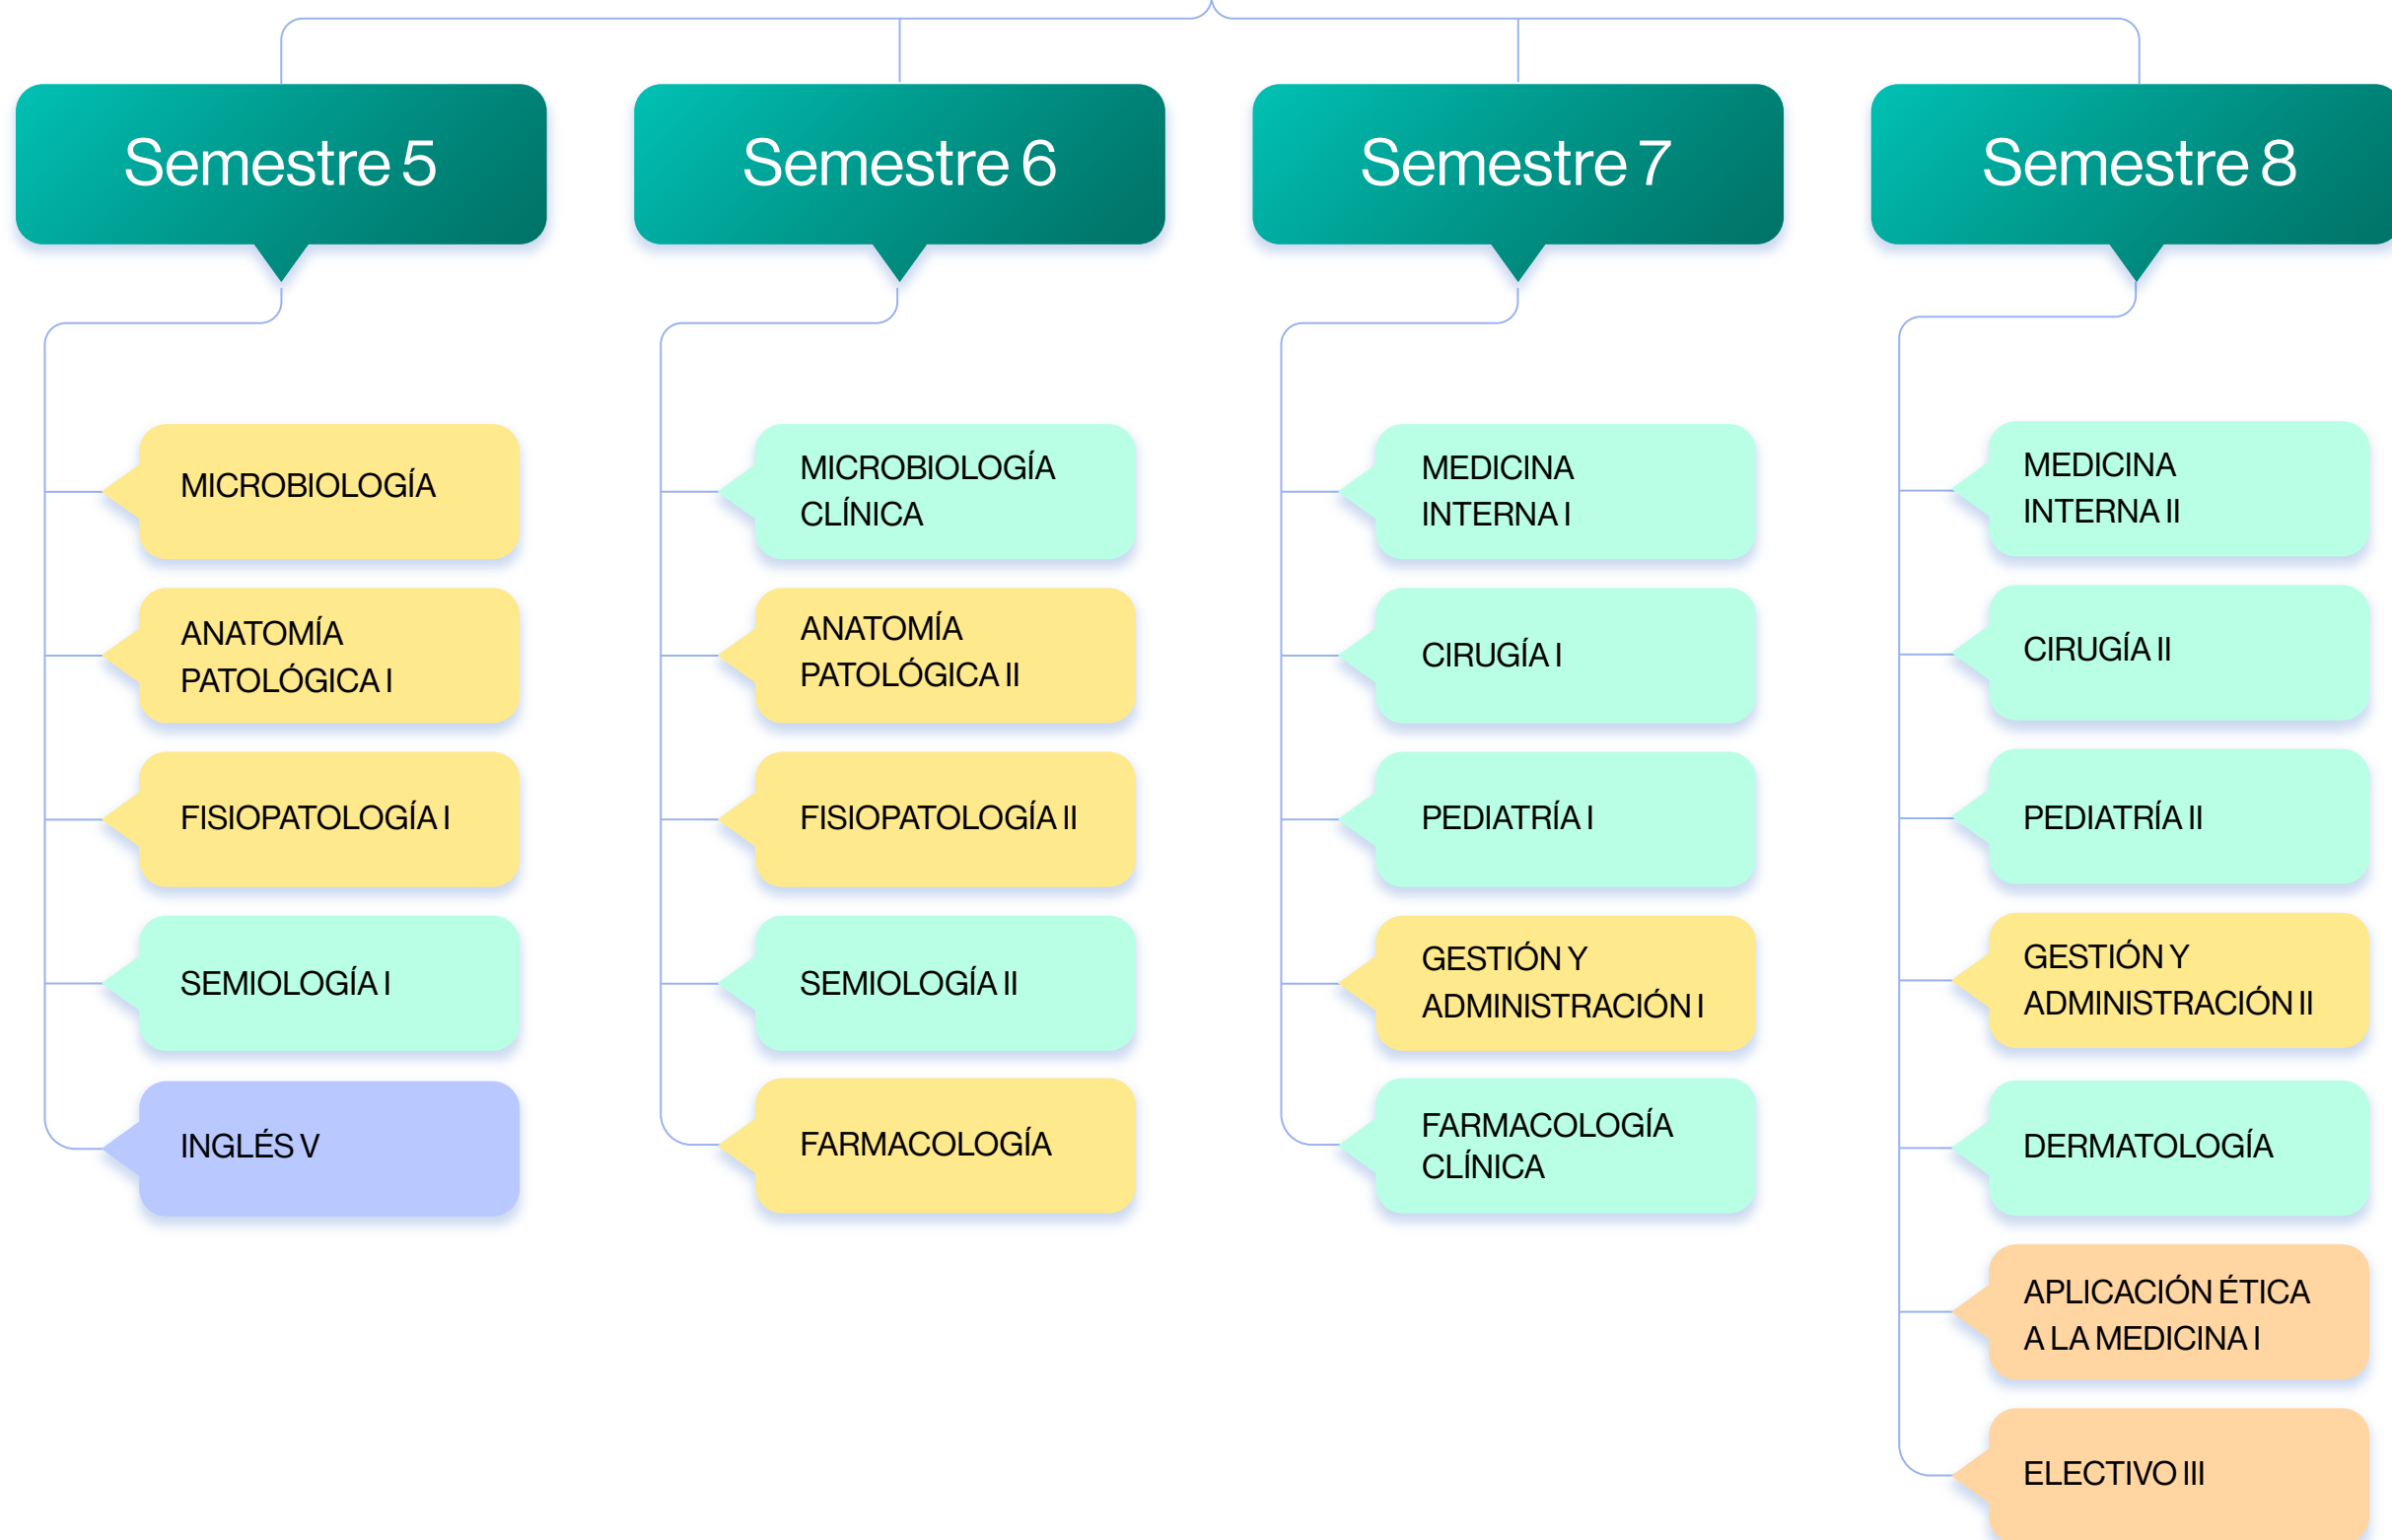 Semestre 5
MICROBIOLOGÍA
ANATOMÍA
PATOLÓGICA I
FISIOPATOLOGÍA I
SEMIOLOGÍA I
INGLÉS V
Semestre 6
MICROBIOLOGÍA
CLÍNICA
ANATOMÍA
PATOLÓGICA II
FISIOPATOLOGÍA II
SEMIOLOGÍA II
FARMACOLOGÍA
Semestre 7
MEDICINA
INTERNA I
CIRUGÍA I
PEDIATRÍA I
GESTIÓN Y
ADMINISTRACIÓN I
FARMACOLOGÍA
CLÍNICA
Semestre 8
MEDICINA
INTERNA II
CIRUGÍA II
PEDIATRÍA II
GESTIÓN Y
ADMINISTRACIÓN II
DERMATOLOGÍA
APLICACIÓN ÉTICA
A LA MEDICINA I
ELECTIVO III